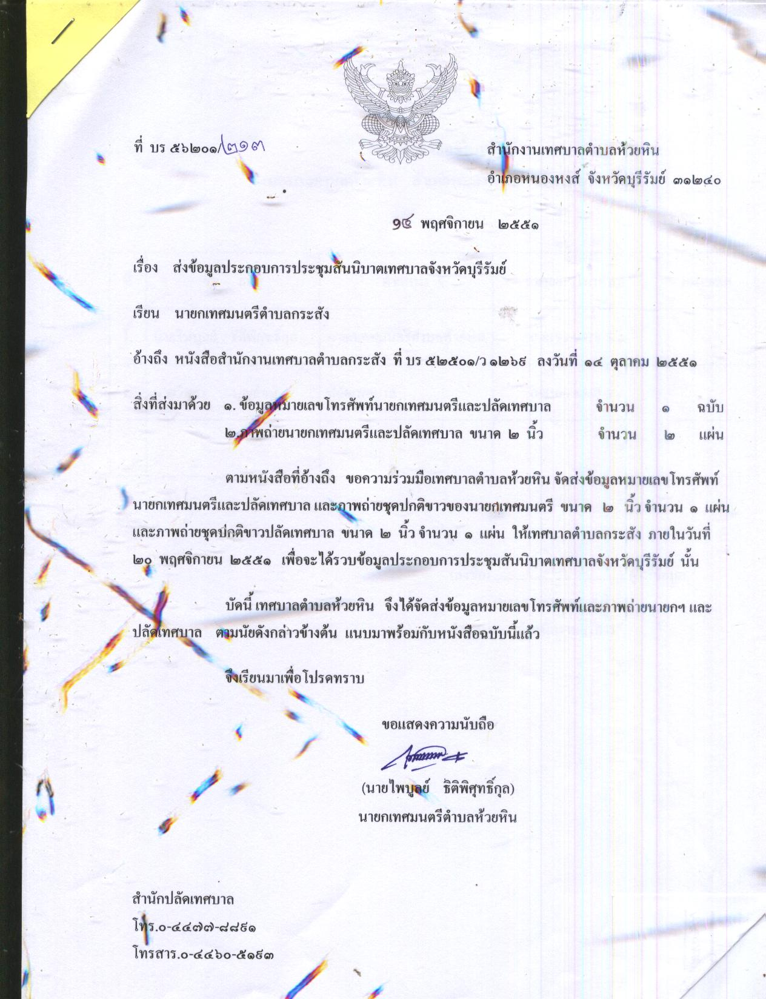 ที่ บร ๕๖๒๐๑/๒๑๓
สำนักงานเทศบาลตำบลห้วยหิน
อำเภอหนองหงส์ จังหวัดบุรีรัมย์ ๓๑๒๔๐
๑๔ พฤศจิกายน ๒๕๕๑
เรื่อง ส่งข้อมูลประกอบการประชุมสันนิบาตเทศบาลจังหวัดบุรีรัมย์
เรียน นายกเทศมนตรีตำบลกระสัง
อ้างถึง หนังสือสำนักงานเทศบาลตำบลกระสัง ที่ บร ๕๒๕๐๑/ว ๑๒๖๙ ลงวันที่ ๑๔ ตุลาคม ๒๕๕๑
สิ่งที่ส่งมาด้วย ๑. ข้อมูลหมายเลขโทรศัพท์นายกเทศมนตรีและปลัดเทศบาล จำนวน ๑ ฉบับ
๒.ภาพถ่ายนายกเทศมนตรีและปลัดเทศบาล ขนาด ๒ นิ้ว จำนวน ๒ แผ่น
ตามหนังสือที่อ้างถึง ขอความร่วมมือเทศบาลตำบลห้วยหิน จัดส่งข้อมูลหมายเลขโทรศัพท์
นายกเทศมนตรีและปลัดเทศบาล และภาพถ่ายชุดปกติขาวของนายกเทศมนตรี ขนาด ๒ นิ้ว จำนวน ๑ แผ่น
และภาพถ่ายชุดปกติขาวปลัดเทศบาล ขนาด ๒ นิ้ว จำนวน ๑ แผ่น ให้เทศบาลตำบลกระสัง ภายในวันที่
๒๐ พฤศจิกายน ๒๕๕๑ เพื่อจะได้รวบข้อมูลประกอบการประชุมสันนิบาตเทศบาลจังหวัดบุรีรัมย์ นั้น
บัดนี้ เทศบาลตำบลห้วยหิน จึงได้จัดส่งข้อมูลหมายเลขโทรศัพท์และภาพถ่ายนายกฯ และ
ปลัดเทศบาล ตามนัยดังกล่าวข้างต้น แนบมาพร้อมกับหนังสือฉบับนี้แล้ว
จึงเรียนมาเพื่อโปรดทราบ
ขอแสดงความนับถือ
(นายไพบูลย์ ธิติพิศุทธิ์กุล)
นายกเทศมนตรีตำบลห้วยหิน
สำนักปลัดเทศบาล
โทร.๐-๔๔๗๗-๘๘๙๑
โทรสาร.๐-๔๔๖๐-๕๑๙๓